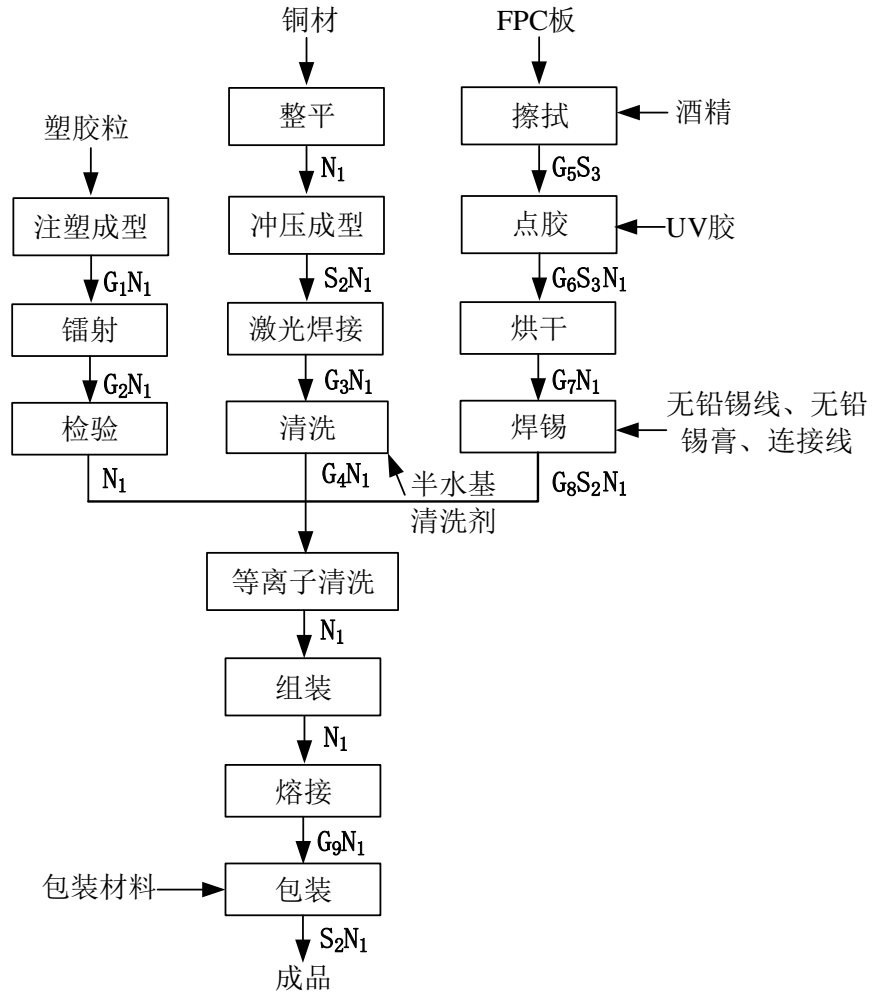 铜材
FPC板
整平
擦拭
酒精
塑胶粒
N₁
G₅S₃
注塑成型
冲压成型
点胶
UV胶
G₁N₁
S₂N₁
G₆S₃N₁
镭射
激光焊接
烘干
G₂N₁
G₃N₁
G₇N₁
检验
清洗
焊锡
无铅锡线、无铅
锡膏、连接线
N₁
G₄N₁
半水基
清洗剂
G₈S₂N₁
等离子清洗
N₁
组装
N₁
熔接
G₉N₁
包装材料
包装
S₂N₁
成品